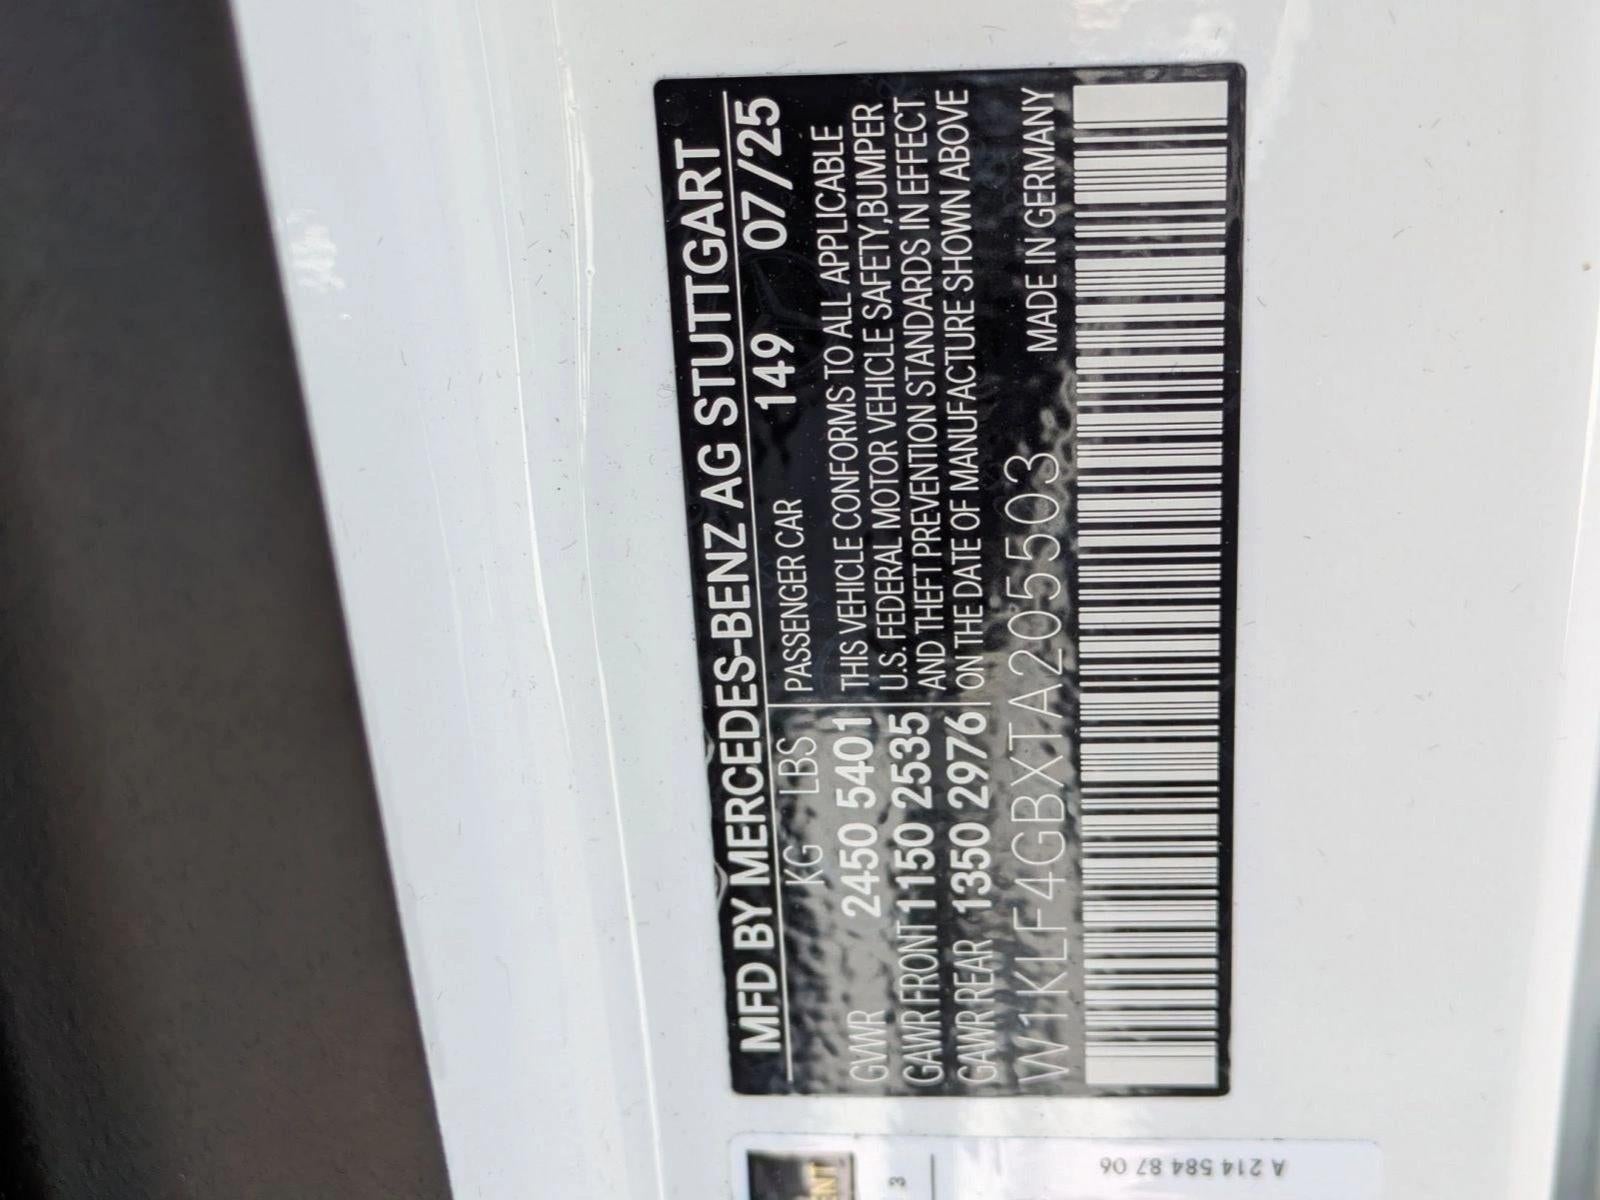 MFD BY MERCEDES-BENZ AG STUTTGART
KG LBS PASSENGER CAR 149 07/25
GVWR 2450 5401 THIS VEHICLE CONFORMS TO ALL APPLICABLE
GAWR FRONT 1150 2535 U.S. FEDERAL MOTOR VEHICLE SAFETY, BUMPER
GAWR REAR 1350 2976 AND THEFT PREVENTION STANDARDS IN EFFECT
ON THE DATE OF MANUFACTURE SHOWN ABOVE
W1KLF4GBXTA205503 MADE IN GERMANY
A 214 584 87 06
3